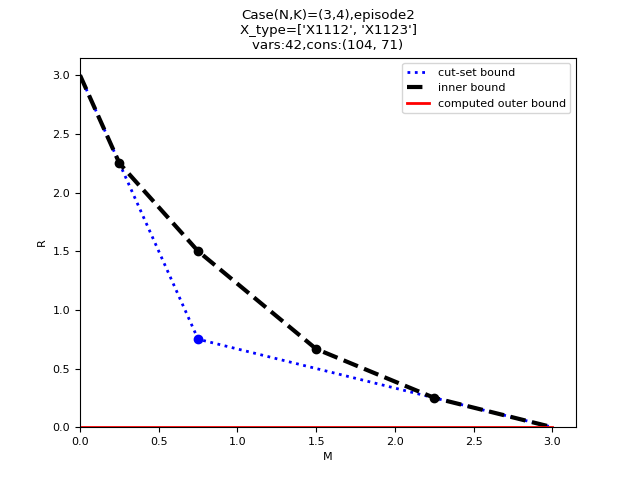 Case(N,K)=(3,4),episode2
X_type=['X1112', 'X1123']
vars:42,cons:(104, 71)
cut-set bound
inner bound
computed outer bound
R
3.0
2.5
2.0
1.5
1.0
0.5
0.0
0.0 0.5 1.0 1.5 2.0 2.5 3.0
M